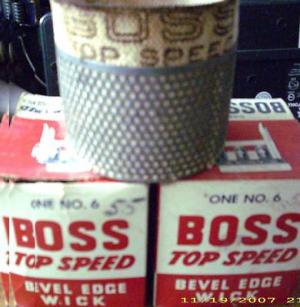 BOSS
TOP SPEED
BOSS
ONE NO. 6 55
BOSS
TOP SPEED
BEVEL EDGE
WICK
ONE NO. 6
BOSS
TOP SPEED
BEVEL EDGE
WICK
11/19/2007